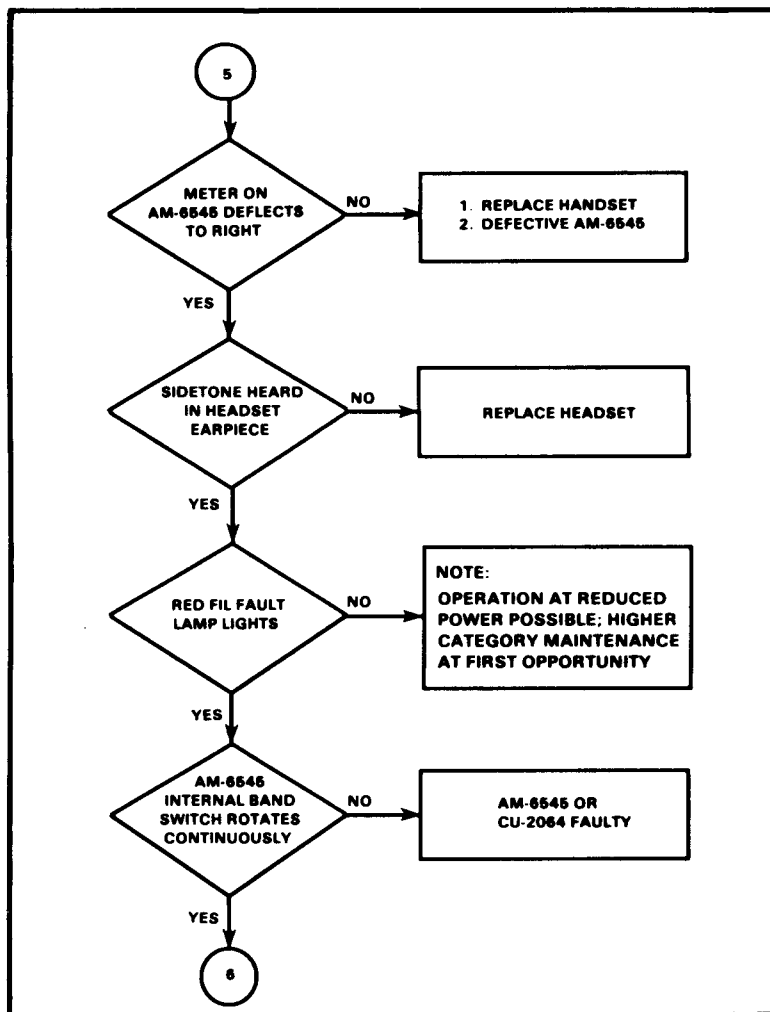 5
METER ON
AM-6545 DEFLECTS
TO RIGHT
NO
1. REPLACE HANDSET
2. DEFECTIVE AM-6545
YES
SIDETONE HEARD
IN HEADSET
EARPIECE
NO
REPLACE HEADSET
YES
RED FIL FAULT
LAMP LIGHTS
NO
NOTE:
OPERATION AT REDUCED
POWER POSSIBLE; HIGHER
CATEGORY MAINTENANCE
AT FIRST OPPORTUNITY
YES
AM-6545
INTERNAL BAND
SWITCH ROTATES
CONTINUOUSLY
NO
AM-6545 OR
CU-2064 FAULTY
YES
6